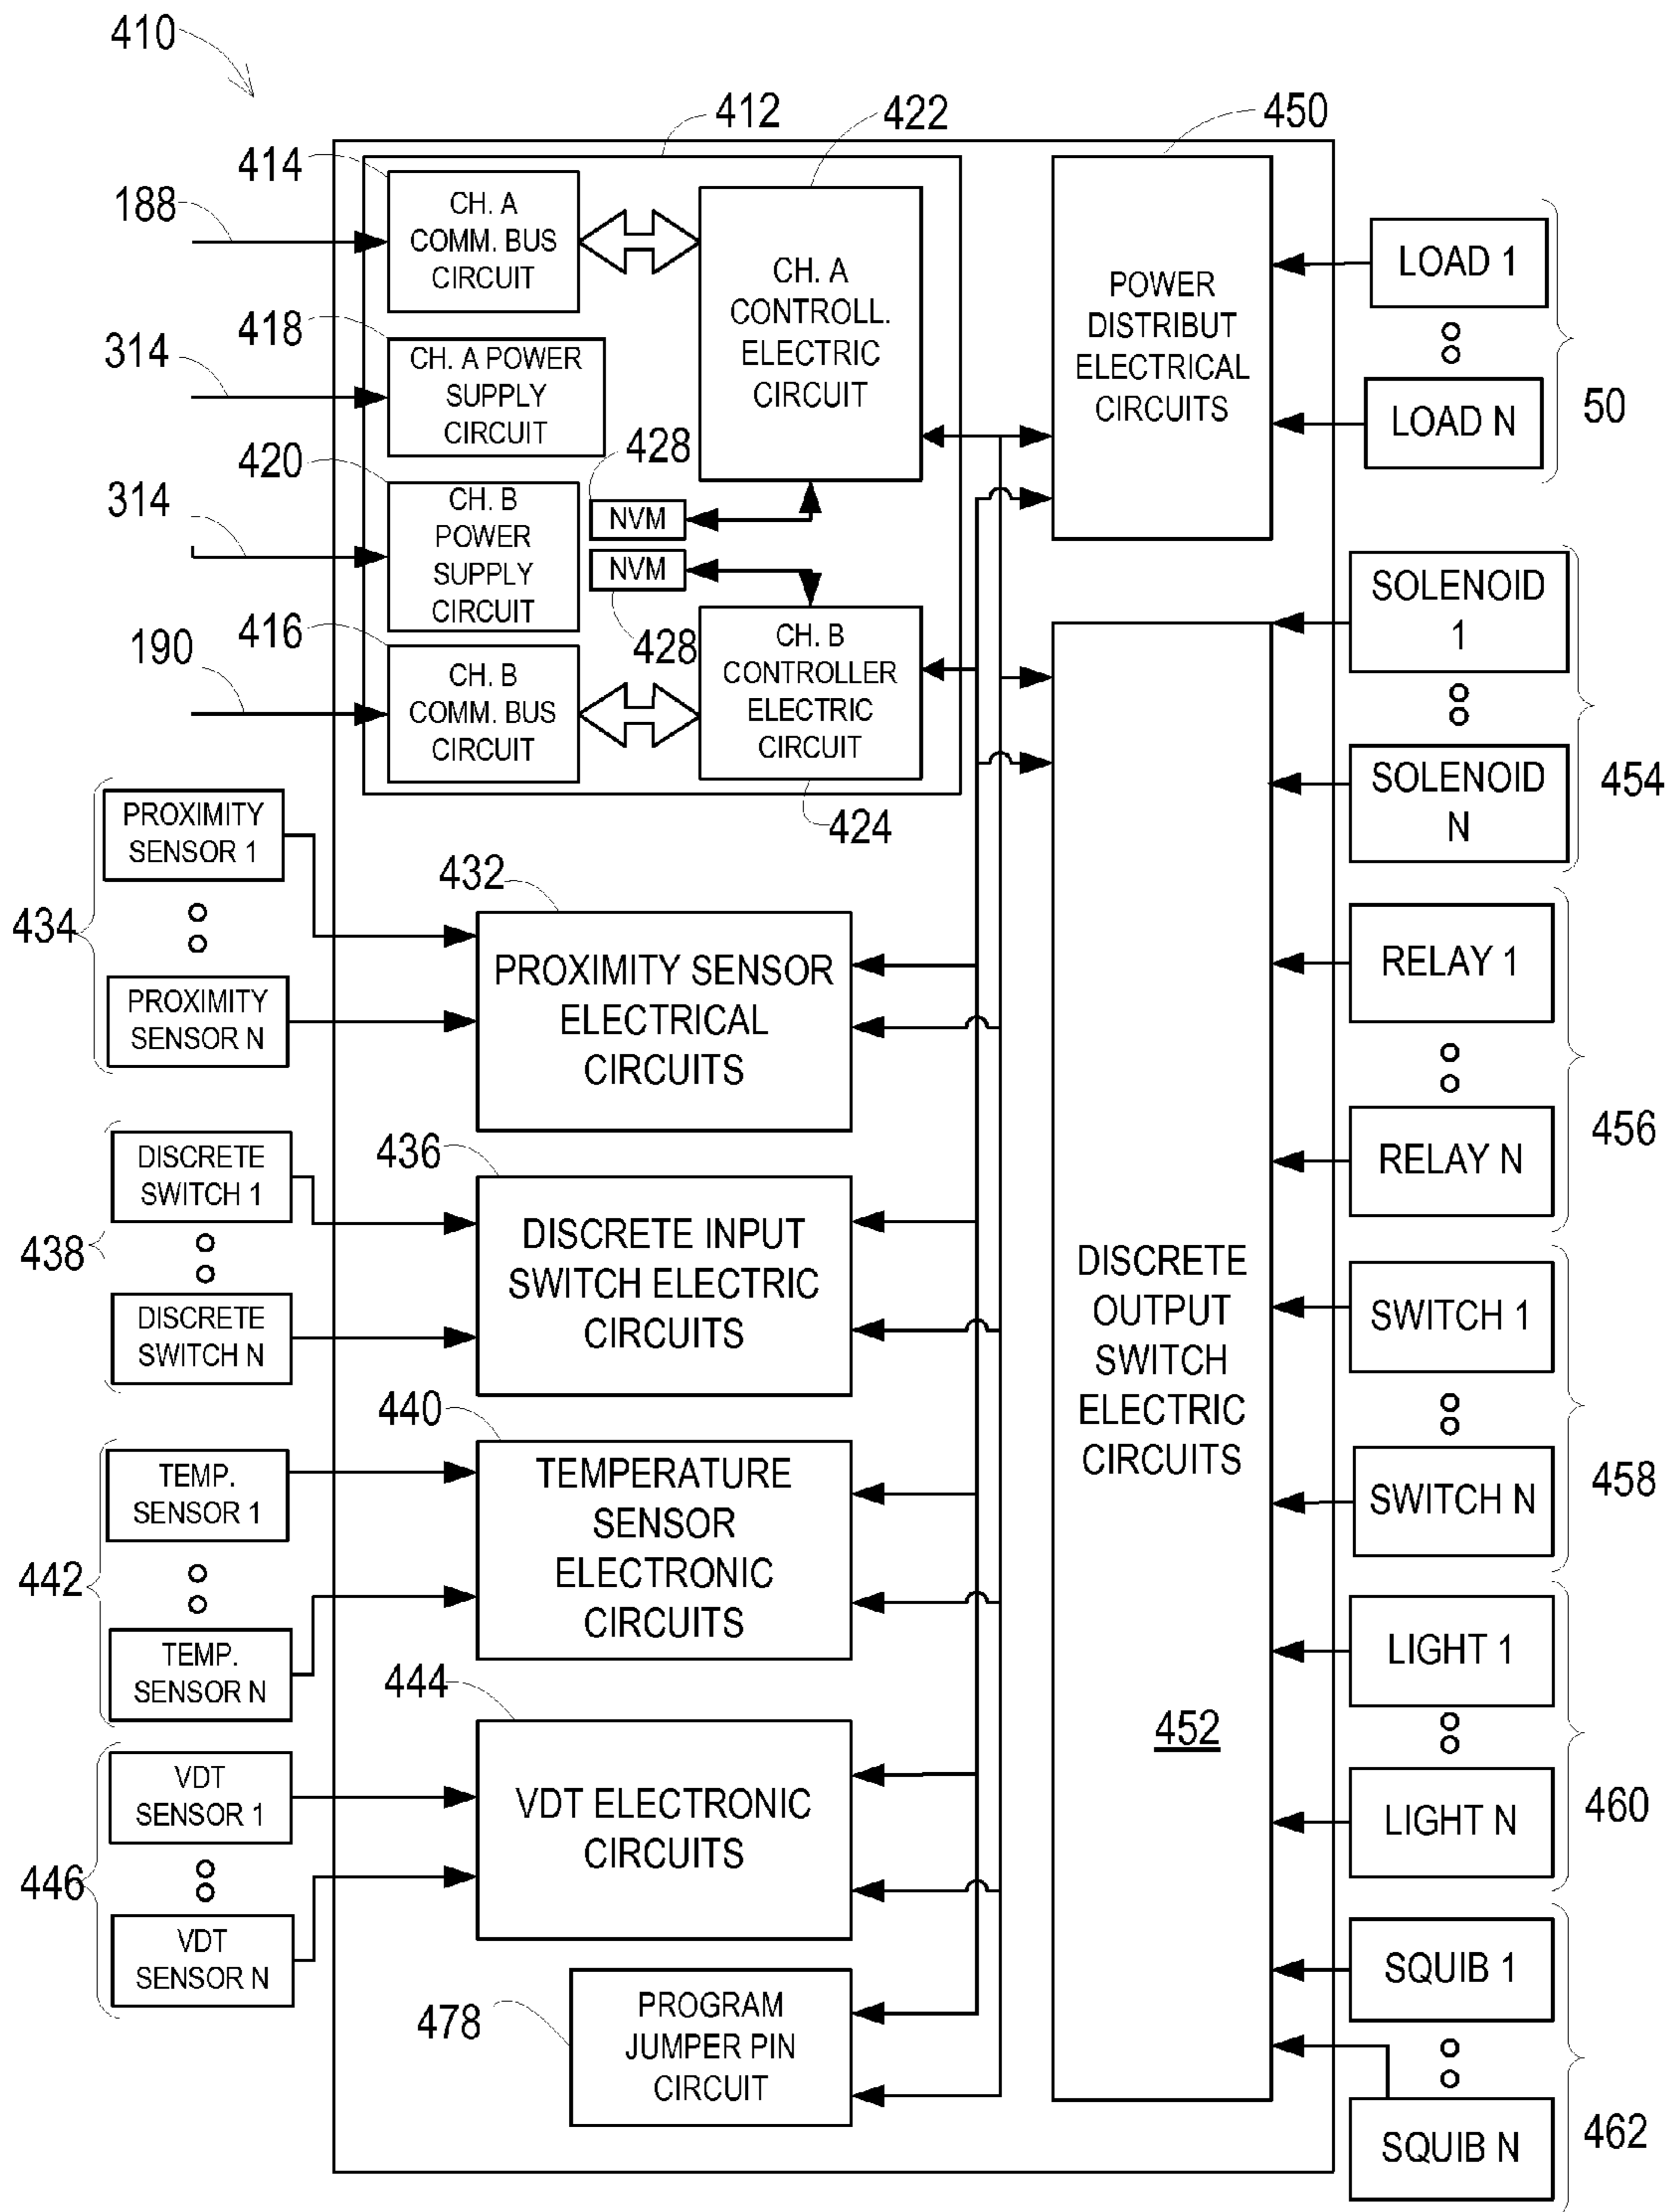 410
412
422
450
414
188
CH. A
COMM. BUS
CIRCUIT
CH. A
CONTROLL.
ELECTRIC
CIRCUIT
POWER
DISTRIBUT
ELECTRICAL
CIRCUITS
LOAD 1
LOAD N
50
418
314
CH. A POWER
SUPPLY
CIRCUIT
420
314
CH. B
POWER
SUPPLY
CIRCUIT
428
NVM
NVM
428
416
190
CH. B
COMM. BUS
CIRCUIT
CH. B
CONTROLLER
ELECTRIC
CIRCUIT
424
SOLENOID
1
SOLENOID
N
454
PROXIMITY
SENSOR 1
434
PROXIMITY
SENSOR N
432
PROXIMITY SENSOR
ELECTRICAL
CIRCUITS
RELAY 1
RELAY N
456
DISCRETE
SWITCH 1
438
DISCRETE
SWITCH N
436
DISCRETE INPUT
SWITCH ELECTRIC
CIRCUITS
DISCRETE
OUTPUT
SWITCH
ELECTRIC
CIRCUITS
452
SWITCH 1
SWITCH N
458
440
TEMP.
SENSOR 1
442
TEMP.
SENSOR N
TEMPERATURE
SENSOR
ELECTRONIC
CIRCUITS
LIGHT 1
LIGHT N
460
444
VDT
SENSOR 1
446
VDT
SENSOR N
VDT ELECTRONIC
CIRCUITS
478
PROGRAM
JUMPER PIN
CIRCUIT
SQUIB 1
SQUIB N
462